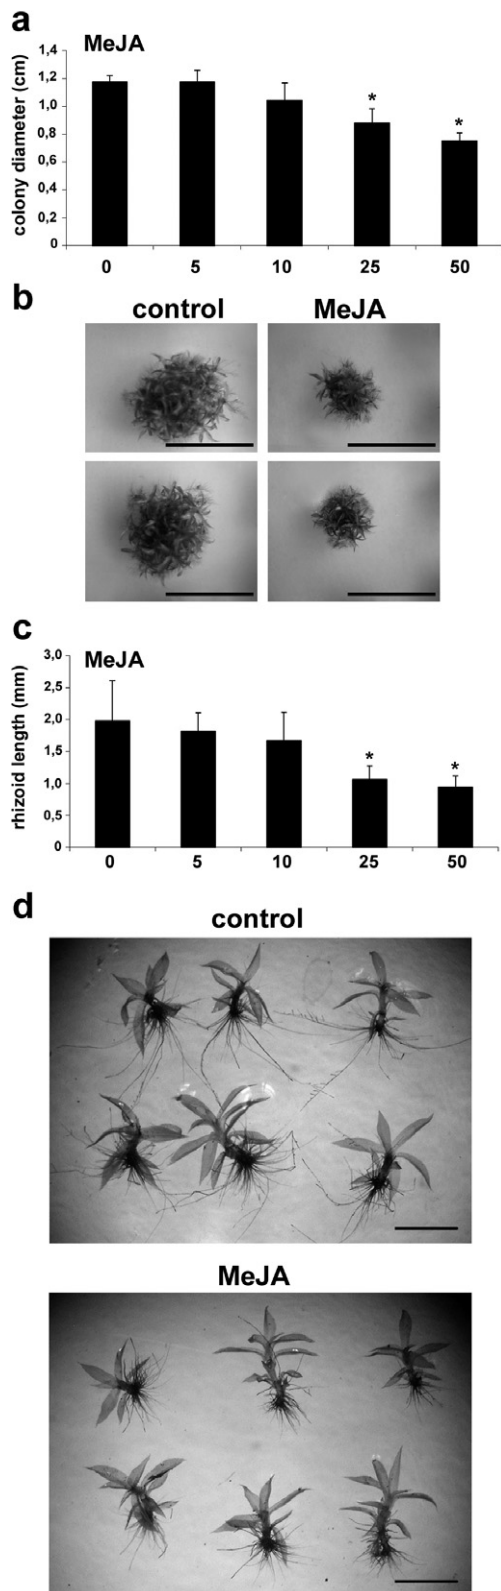 a
MeJA
colony diameter (cm)
1,4
1,2
1,0
0,8
0,6
0,4
0,2
0
*
*
0 5 10 25 50
b
control MeJA
c
MeJA
rhizoid length (mm)
3,0
2,5
2,0
1,5
1,0
0,5
0
*
*
0 5 10 25 50
d
control
MeJA